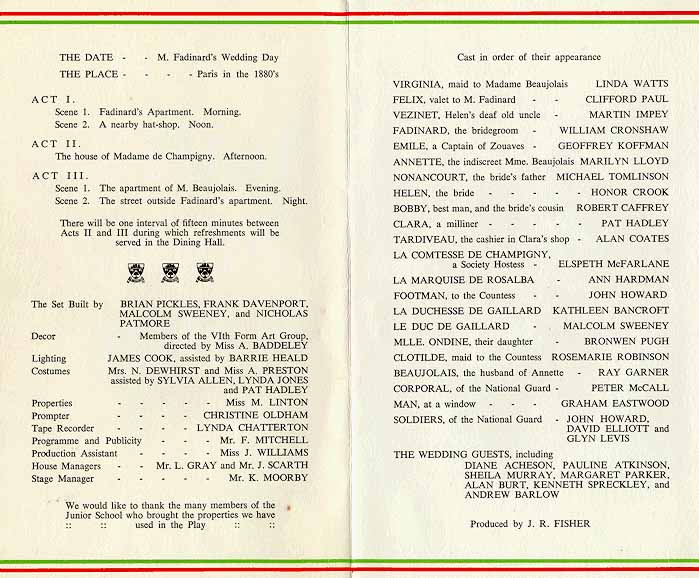 THE DATE - - M. Fadinard's Wedding Day
THE PLACE - - - - Paris in the 1880's
ACT I.
Scene 1. Fadinard's Apartment. Morning.
Scene 2. A nearby hat-shop. Noon.
ACT II.
The house of Madame de Champigny. Afternoon.
ACT III.
Scene 1. The apartment of M. Beaujolais. Evening.
Scene 2. The street outside Fadinard's apartment. Night.
There will be one interval of fifteen minutes between
Acts II and III during which refreshments will be
served in the Dining Hall.
The Set Built by BRIAN PICKLES, FRANK DAVENPORT,
MALCOLM SWEENEY, and NICHOLAS
PATMORE
Decor - Members of the VIth Form Art Group,
directed by Miss A. BADDELEY
Lighting JAMES COOK, assisted by BARRIE HEALD
Costumes Mrs. N. DEWHIRST and Miss A. PRESTON
assisted by SYLVIA ALLEN, LYNDA JONES
and PAT HADLEY
Properties - - - - - Miss M. LINTON
Prompter - - - - CHRISTINE OLDHAM
Tape Recorder - - - - LYNDA CHATTERTON
Programme and Publicity - - - Mr. F. MITCHELL
Production Assistant - - - - Miss J. WILLIAMS
House Managers - - Mr. L. GRAY and Mr. J. SCARTH
Stage Manager - - - - - Mr. K. MOORBY
We would like to thank the many members of the
Junior School who brought the properties we have
:: :: used in the Play :: ::
Cast in order of their appearance
VIRGINIA, maid to Madame Beaujolais LINDA WATTS
FELIX, valet to M. Fadinard - - CLIFFORD PAUL
VEZINET, Helen's deaf old uncle - MARTIN IMPEY
FADINARD, the bridegroom - WILLIAM CRONSHAW
EMILE, a Captain of Zouaves - GEOFFREY KOFFMAN
ANNETTE, the indiscreet Mme. Beaujolais MARILYN LLOYD
NONANCOURT, the bride's father MICHAEL TOMLINSON
HELEN, the bride - - - - - HONOR CROOK
BOBBY, best man, and the bride's cousin ROBERT CAFFREY
CLARA, a milliner - - - - - PAT HADLEY
TARDIVEAU, the cashier in Clara's shop - ALAN COATES
LA COMTESSE DE CHAMPIGNY,
a Society Hostess - ELSPETH McFARLANE
LA MARQUISE DE ROSALBA - ANN HARDMAN
FOOTMAN, to the Countess - - JOHN HOWARD
LA DUCHESSE DE GAILLARD KATHLEEN BANCROFT
LE DUC DE GAILLARD - MALCOLM SWEENEY
MLLE. ONDINE, their daughter - BRONWEN PUGH
CLOTILDE, maid to the Countess ROSEMARIE ROBINSON
BEAUJOLAIS, the husband of Annette - RAY GARNER
CORPORAL, of the National Guard - PETER McCALL
MAN, at a window - - - GRAHAM EASTWOOD
SOLDIERS, of the National Guard - JOHN HOWARD,
DAVID ELLIOTT and
GLYN LEVIS
THE WEDDING GUESTS, including
DIANE ACHESON, PAULINE ATKINSON,
SHEILA MURRAY, MARGARET PARKER,
ALAN BURT, KENNETH SPRECKLEY, and
ANDREW BARLOW
Produced by J. R. FISHER